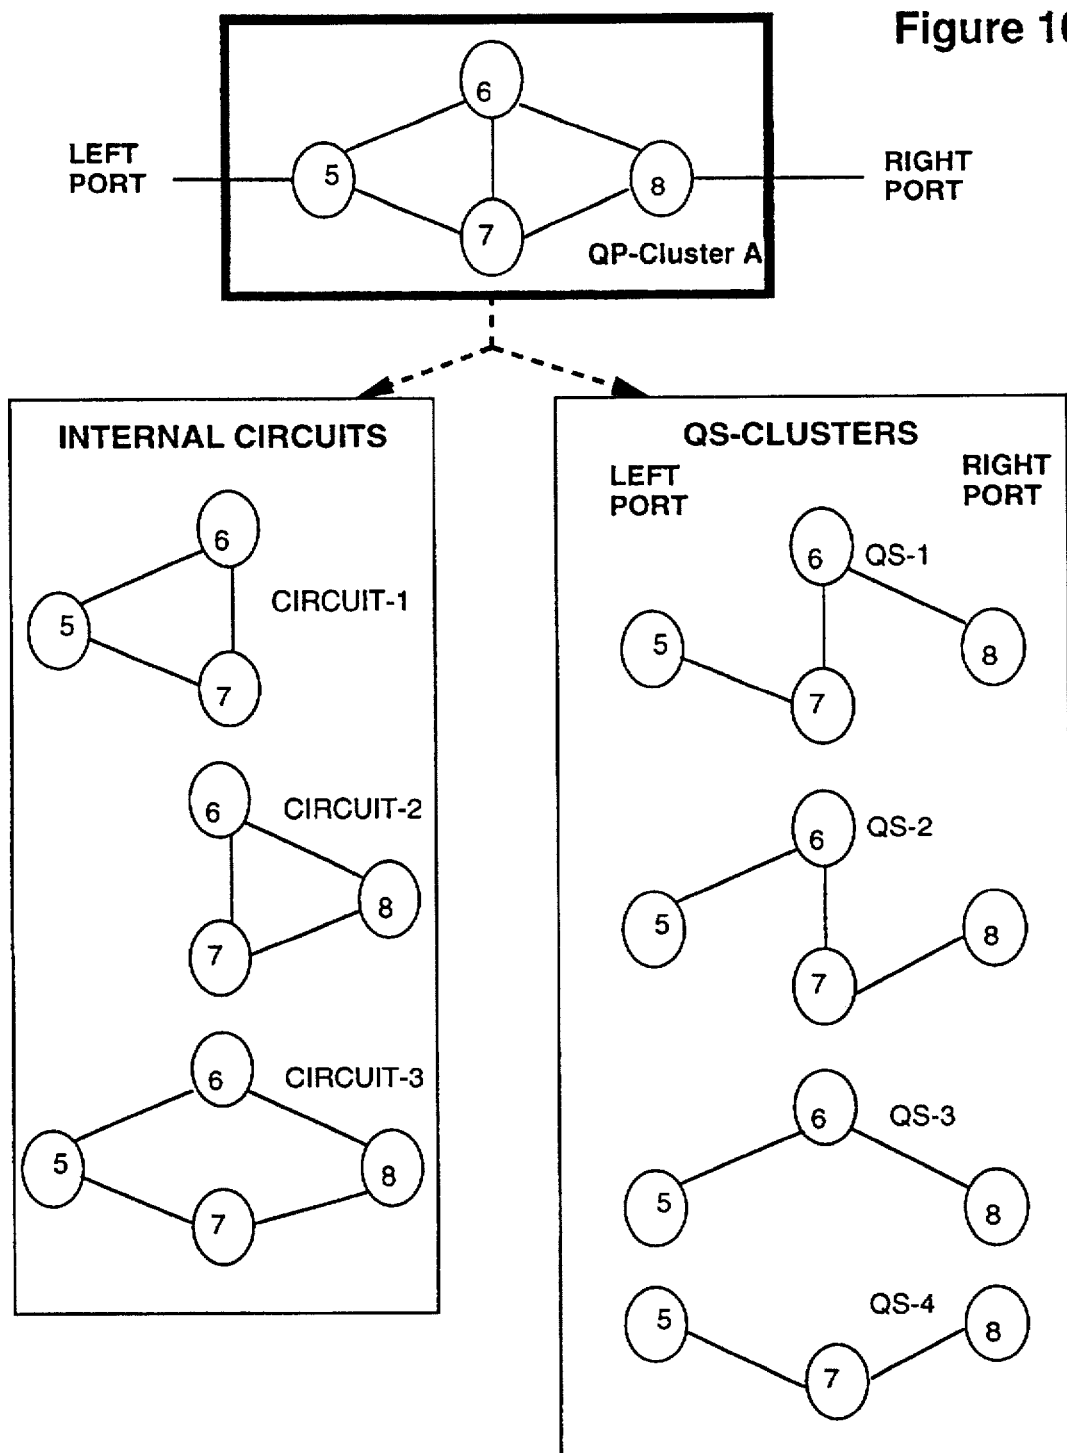 Figure 10
6
LEFT
PORT
5
8
RIGHT
PORT
7
QP-Cluster A
INTERNAL CIRCUITS
6
CIRCUIT-1
5
7
6
CIRCUIT-2
8
7
6
CIRCUIT-3
5
8
7
QS-CLUSTERS
LEFT
PORT
RIGHT
PORT
6
QS-1
5
8
7
6
QS-2
5
8
7
6
QS-3
5
8
5
QS-4
8
7